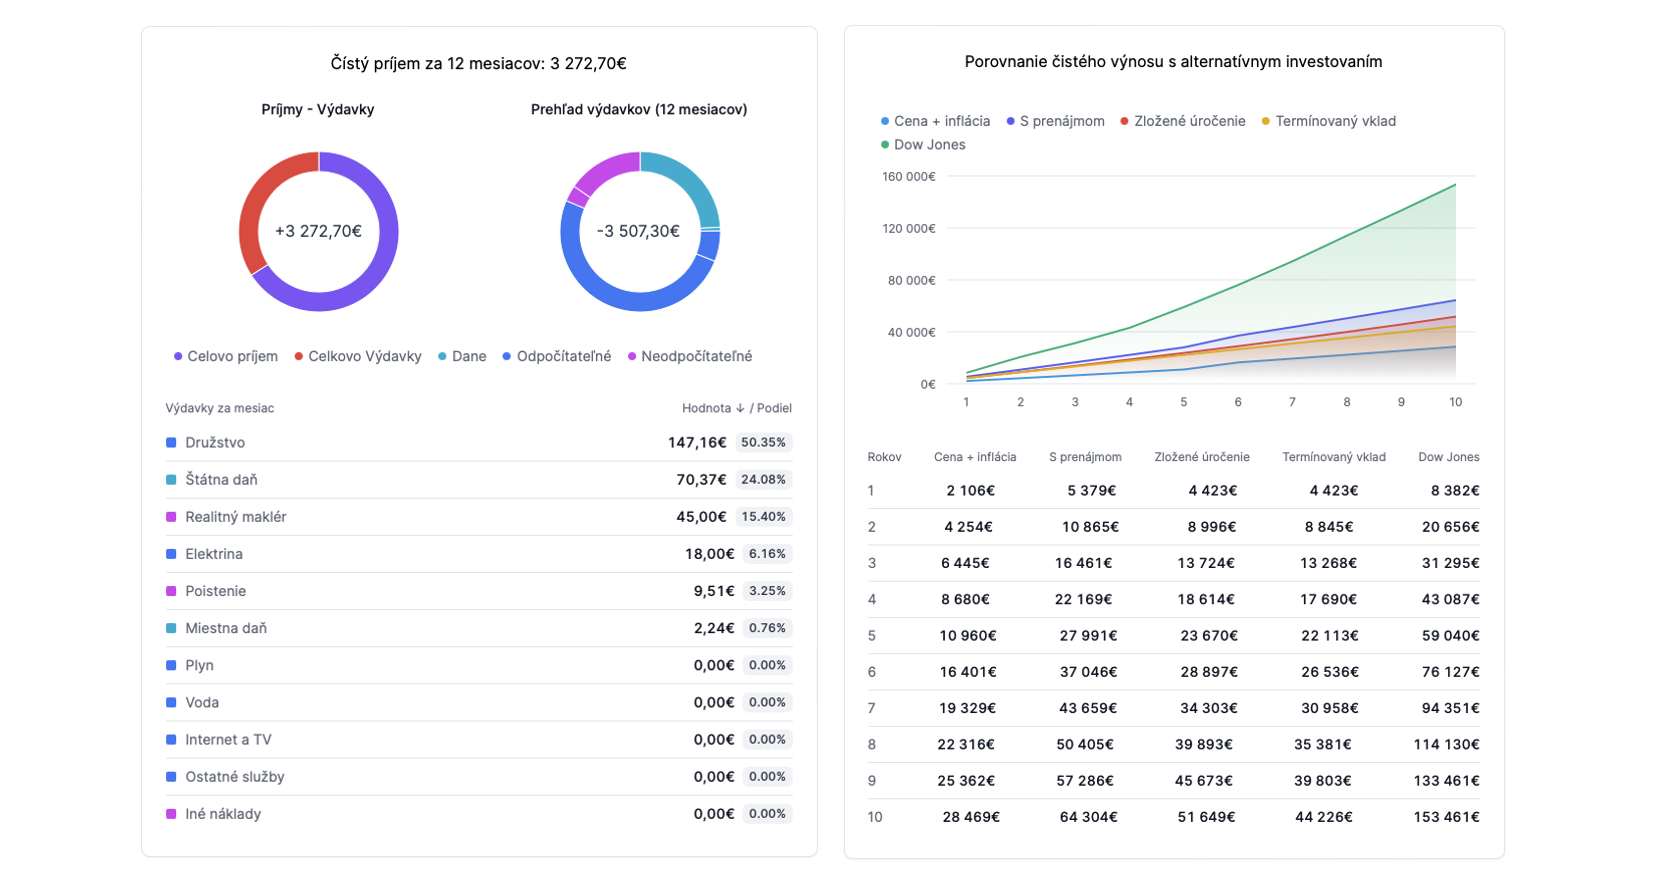 Čístý príjem za 12 mesiacov: 3 272,70€
Príjmy - Výdavky
Prehľad výdavkov (12 mesiacov)
+3 272,70€
-3 507,30€
Celovo príjem
Celkovo Výdavky
Dane
Odpočítateľné
Neodpočítateľné
Výdavky za mesiac
Hodnota ↓ / Podiel
Družstvo 147,16€ 50.35%
Štátna daň 70,37€ 24.08%
Realitný maklér 45,00€ 15.40%
Elektrina 18,00€ 6.16%
Poistenie 9,51€ 3.25%
Miestna daň 2,24€ 0.76%
Plyn 0,00€ 0.00%
Voda 0,00€ 0.00%
Internet a TV 0,00€ 0.00%
Ostatné služby 0,00€ 0.00%
Iné náklady 0,00€ 0.00%
Porovnanie čistého výnosu s alternatívnym investovaním
Cena + inflácia S prenájmom Zložené úročenie Termínovaný vklad
Dow Jones
160 000€
120 000€
80 000€
40 000€
0€
1 2 3 4 5 6 7 8 9 10
Rokov Cena + inflácia S prenájmom Zložené úročenie Termínovaný vklad Dow Jones
1 2 106€ 5 379€ 4 423€ 4 423€ 8 382€
2 4 254€ 10 865€ 8 996€ 8 845€ 20 656€
3 6 445€ 16 461€ 13 724€ 13 268€ 31 295€
4 8 680€ 22 169€ 18 614€ 17 690€ 43 087€
5 10 960€ 27 991€ 23 670€ 22 113€ 59 040€
6 16 401€ 37 046€ 28 897€ 26 536€ 76 127€
7 19 329€ 43 659€ 34 303€ 30 958€ 94 351€
8 22 316€ 50 405€ 39 893€ 35 381€ 114 130€
9 25 362€ 57 286€ 45 673€ 39 803€ 133 461€
10 28 469€ 64 304€ 51 649€ 44 226€ 153 461€